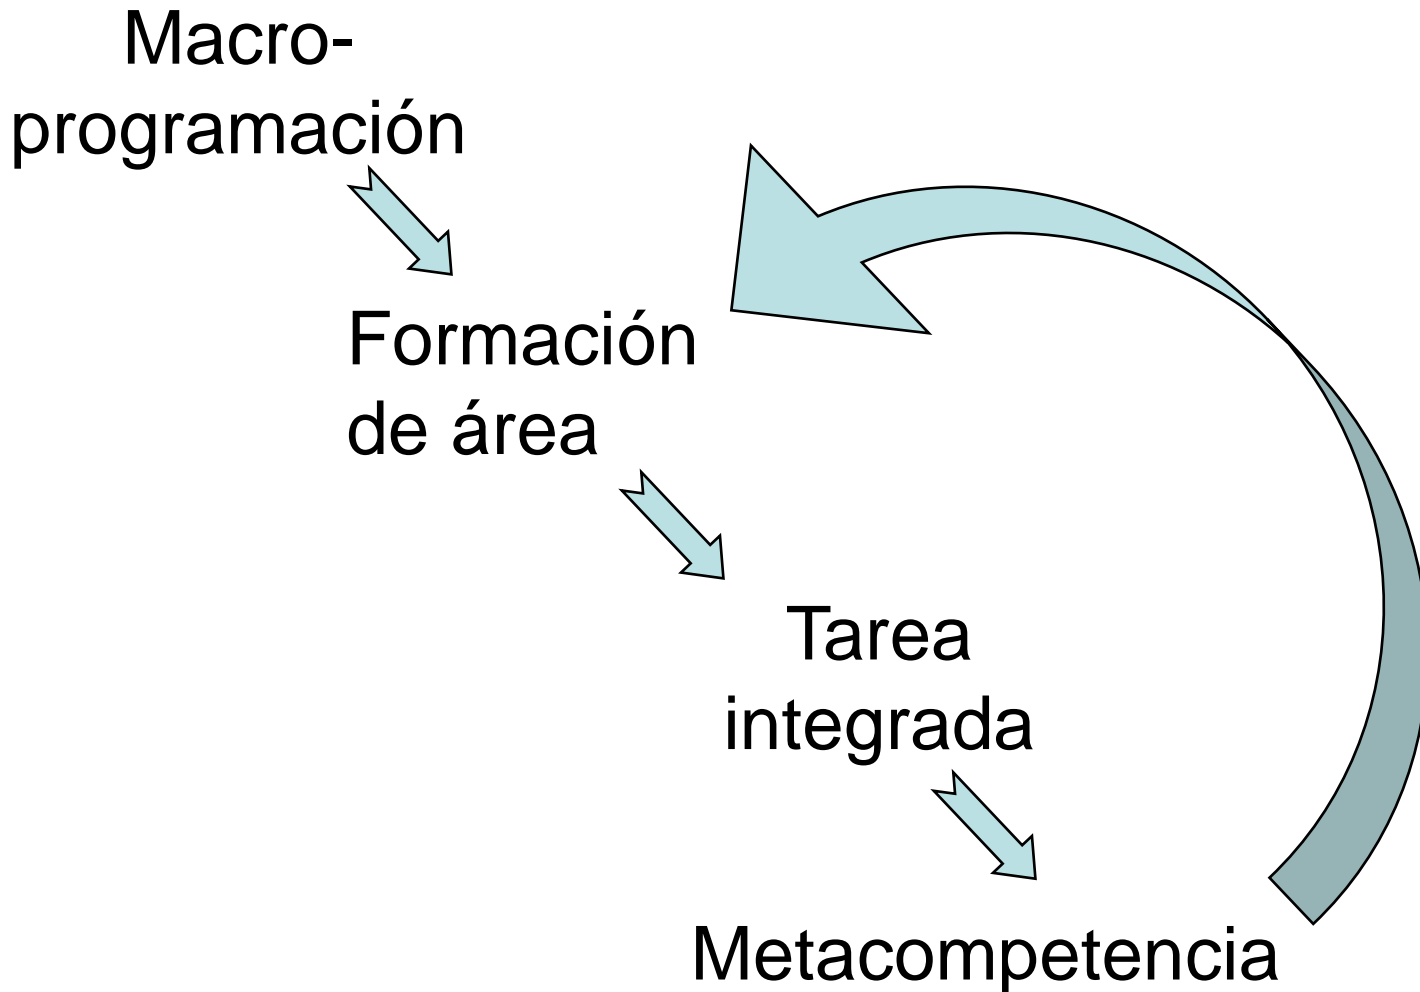 Macro-
programación
Formación
de área
Tarea
integrada
Metacompetencia